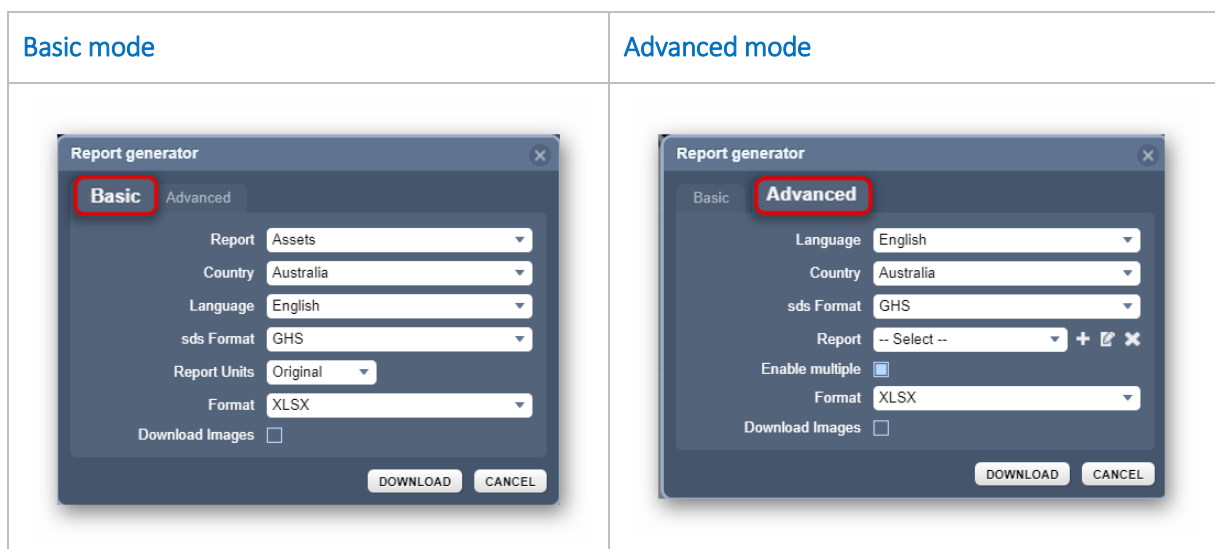 Basic mode
Advanced mode
Report generator
Basic Advanced
Report Assets
Country Australia
Language English
sds Format GHS
Report Units Original
Format XLSX
Download Images
DOWNLOAD CANCEL
Report generator
Basic Advanced
Language English
Country Australia
sds Format GHS
Report -- Select --
Enable multiple
Format XLSX
Download Images
DOWNLOAD CANCEL